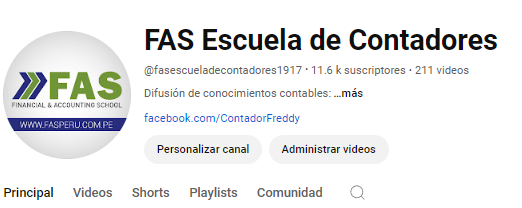 FAS
FINANCIAL & ACCOUNTING SCHOOL
WWW.FASPERU.COM.PE
FAS Escuela de Contadores
@fasescueladecontadores1917 • 11.6 k suscriptores • 211 videos
Difusión de conocimientos contables: ...más
facebook.com/ContadorFreddy
Personalizar canal Administrar videos
Principal Videos Shorts Playlists Comunidad